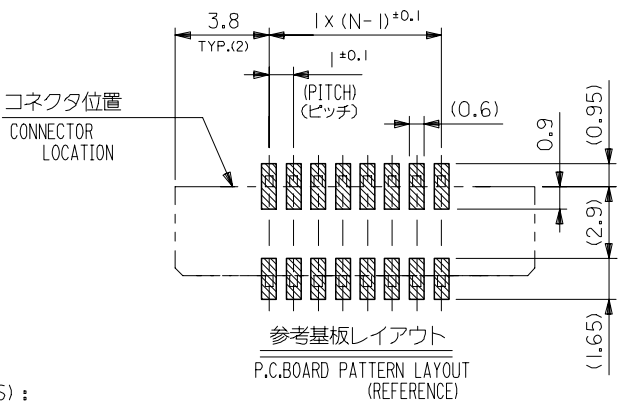 3.8
TYP.(2)
1×(N-1)±0.1
1±0.1
(PITCH)
(ピッチ)
(0.6)
0.9
(0.95)
コネクタ位置
CONNECTOR
LOCATION
(2.9)
(1.65)
参考基板レイアウト
P.C.BOARD PATTERN LAYOUT
(REFERENCE)
S):